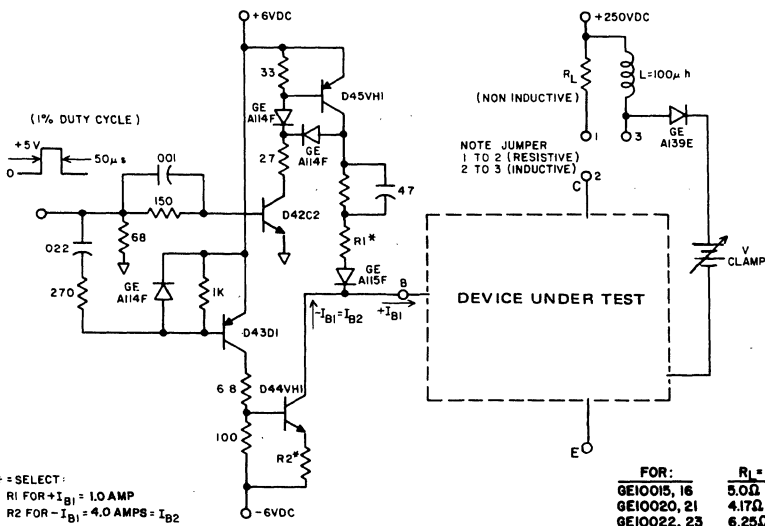 +6VDC
+250VDC
33
D45VH1
RL
L=100μh
(1% DUTY CYCLE)
GE
A114F
(NON INDUCTIVE)
+5V
50μs
GE
A114F
GE
A139E
0
001
27
1
3
NOTE JUMPER
1 TO 2 (RESISTIVE)
2 TO 3 (INDUCTIVE)
47
150
D42C2
C
2
022
68
R1*
V
CLAMP
GE
A115F
270
GE
A114F
1K
B
DEVICE UNDER TEST
-IB1=IB2
+IB1
D43D1
68
D44VH1
100
R2*
E
* = SELECT:
R1 FOR +IB1 = 1.0 AMP
R2 FOR -IB1 = 4.0 AMPS = IB2
-6VDC
FOR: RL=
GE10015, 16 5.0Ω
GE10020, 21 4.17Ω
GE10022, 23 6.25Ω